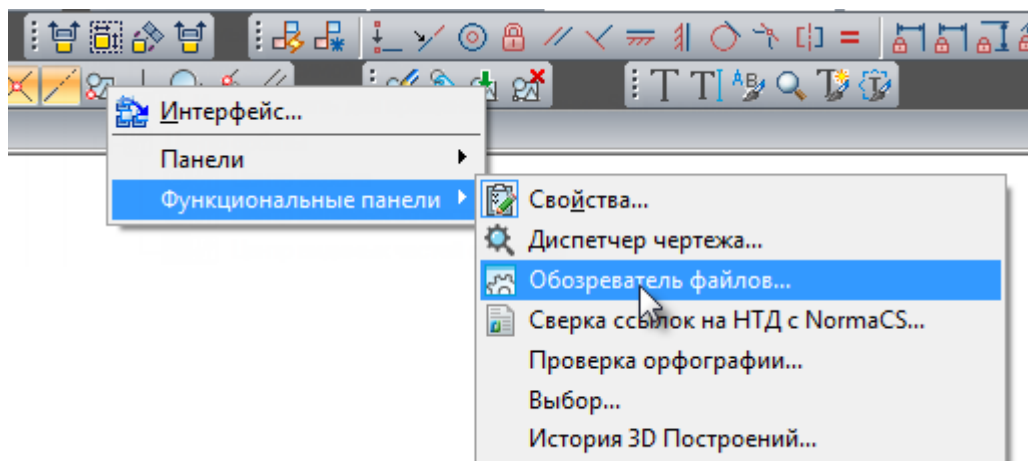 Интерфейс...
Панели
Функциональные панели
Свойства...
Диспетчер чертежа...
Обозреватель файлов...
Сверка ссылок на НТД с NormaCS...
Проверка орфографии...
Выбор...
История 3D Построений...